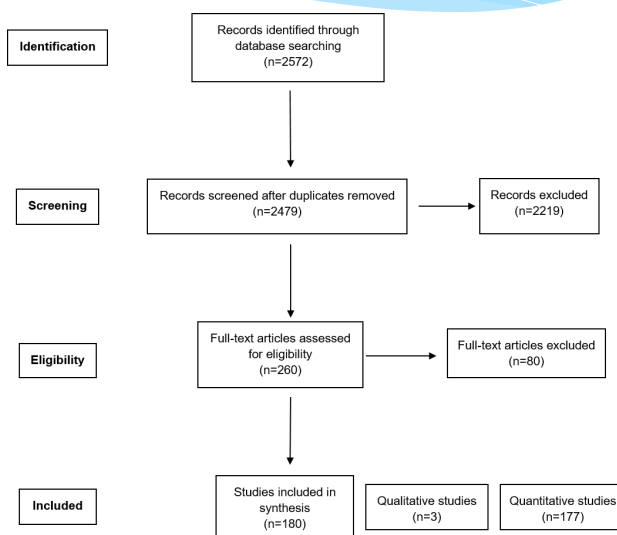 Identification
Records identified through
database searching
(n=2572)
Screening
Records screened after duplicates removed
(n=2479)
Records excluded
(n=2219)
Eligibility
Full-text articles assessed
for eligibility
(n=260)
Full-text articles excluded
(n=80)
Included
Studies included in
synthesis
(n=180)
Qualitative studies
(n=3)
Quantitative studies
(n=177)